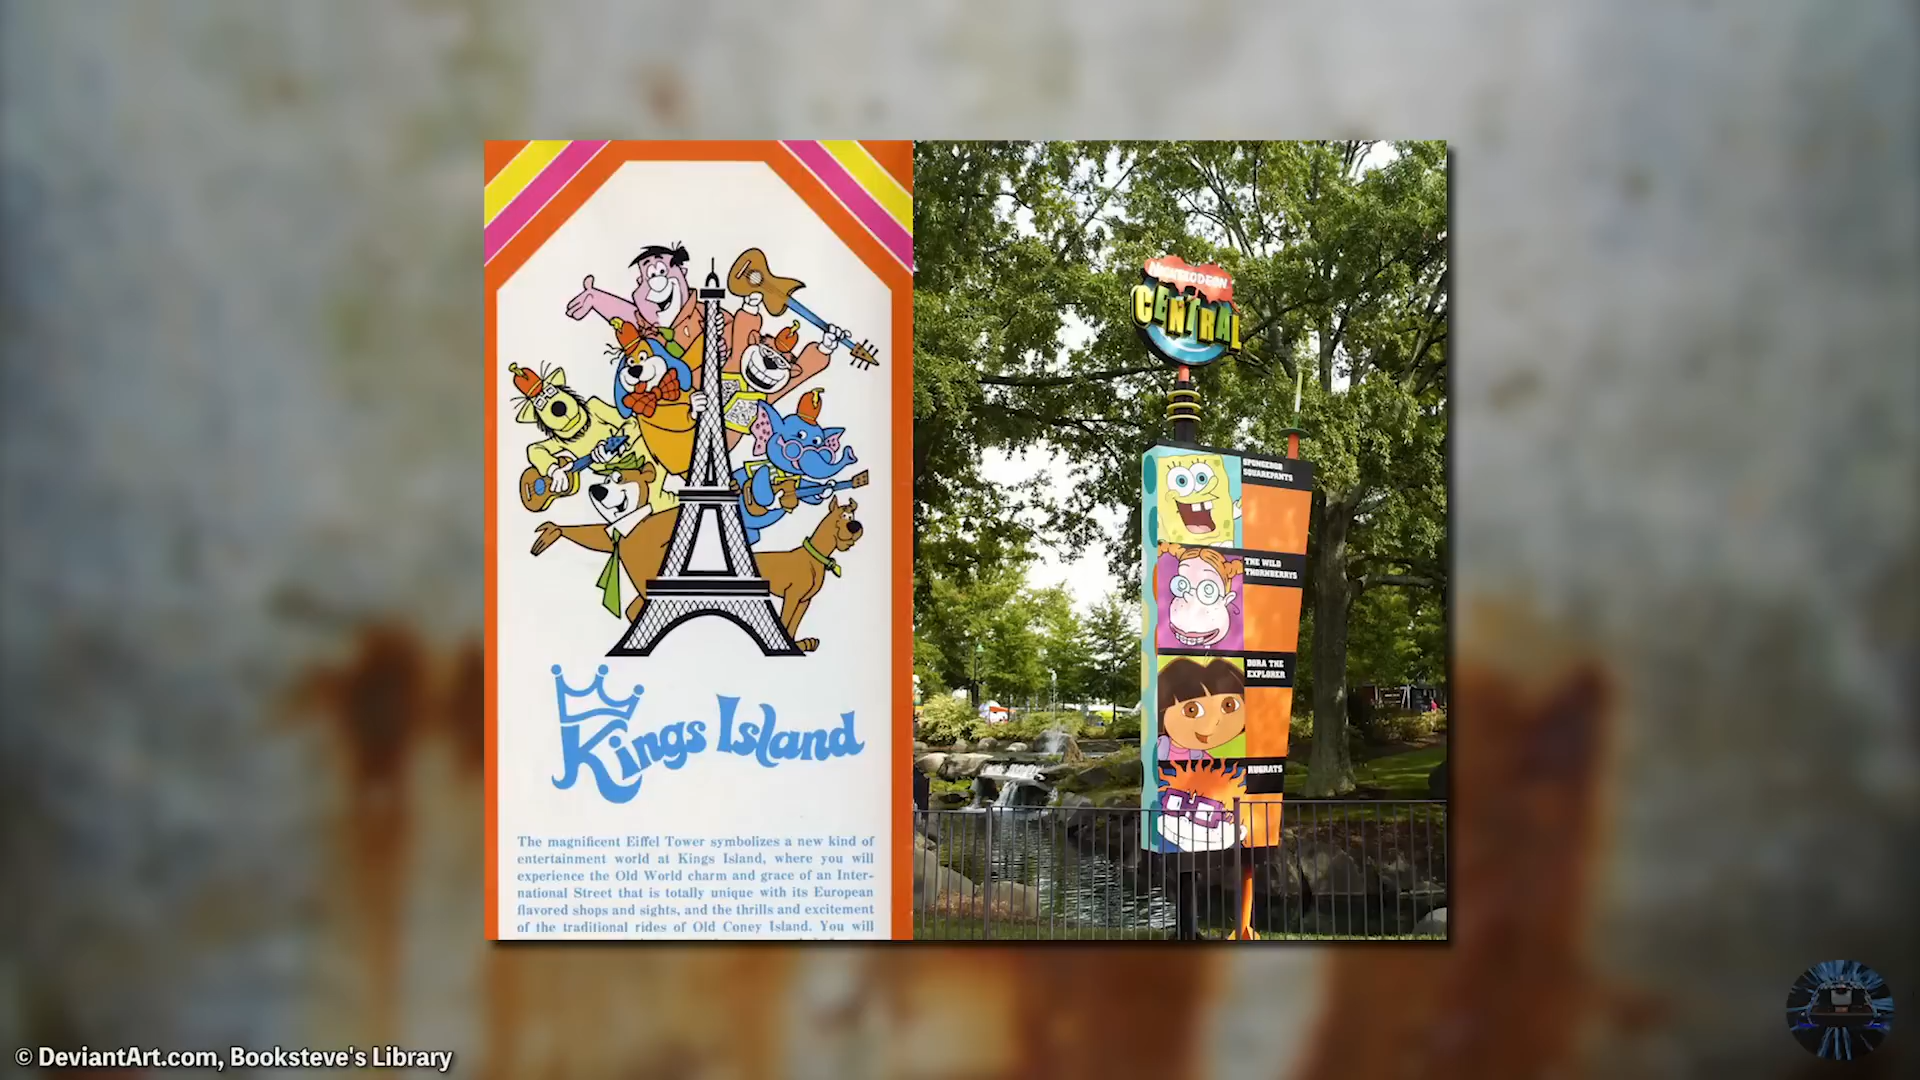 Kings Island
The magnificent Eiffel Tower symbolizes a new kind of
entertainment world at Kings Island, where you will
experience the Old World charm and grace of an Inter-
national Street that is totally unique with its European
flavored shops and sights, and the thrills and excitement
of the traditional rides of Old Coney Island. You will
NICKELODEON
CENTRAL
SPONGEBOB
SQUAREPANTS
THE WILD
THORNBERRYS
DORA THE
EXPLORER
RUGRATS
© DeviantArt.com, Booksteve's Library